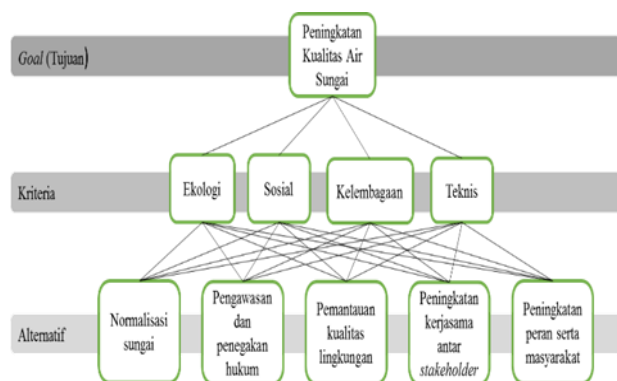 Goal (Tujuan)
Peningkatan
Kualitas Air
Sungai
Kriteria
Ekologi
Sosial
Kelembagaan
Teknis
Alternatif
Normalisasi
sungai
Pengawasan
dan
penegakan
hukum
Pemantauan
kualitas
lingkungan
Peningkatan
kerjasama
antar
stakeholder
Peningkatan
peran serta
masyarakat